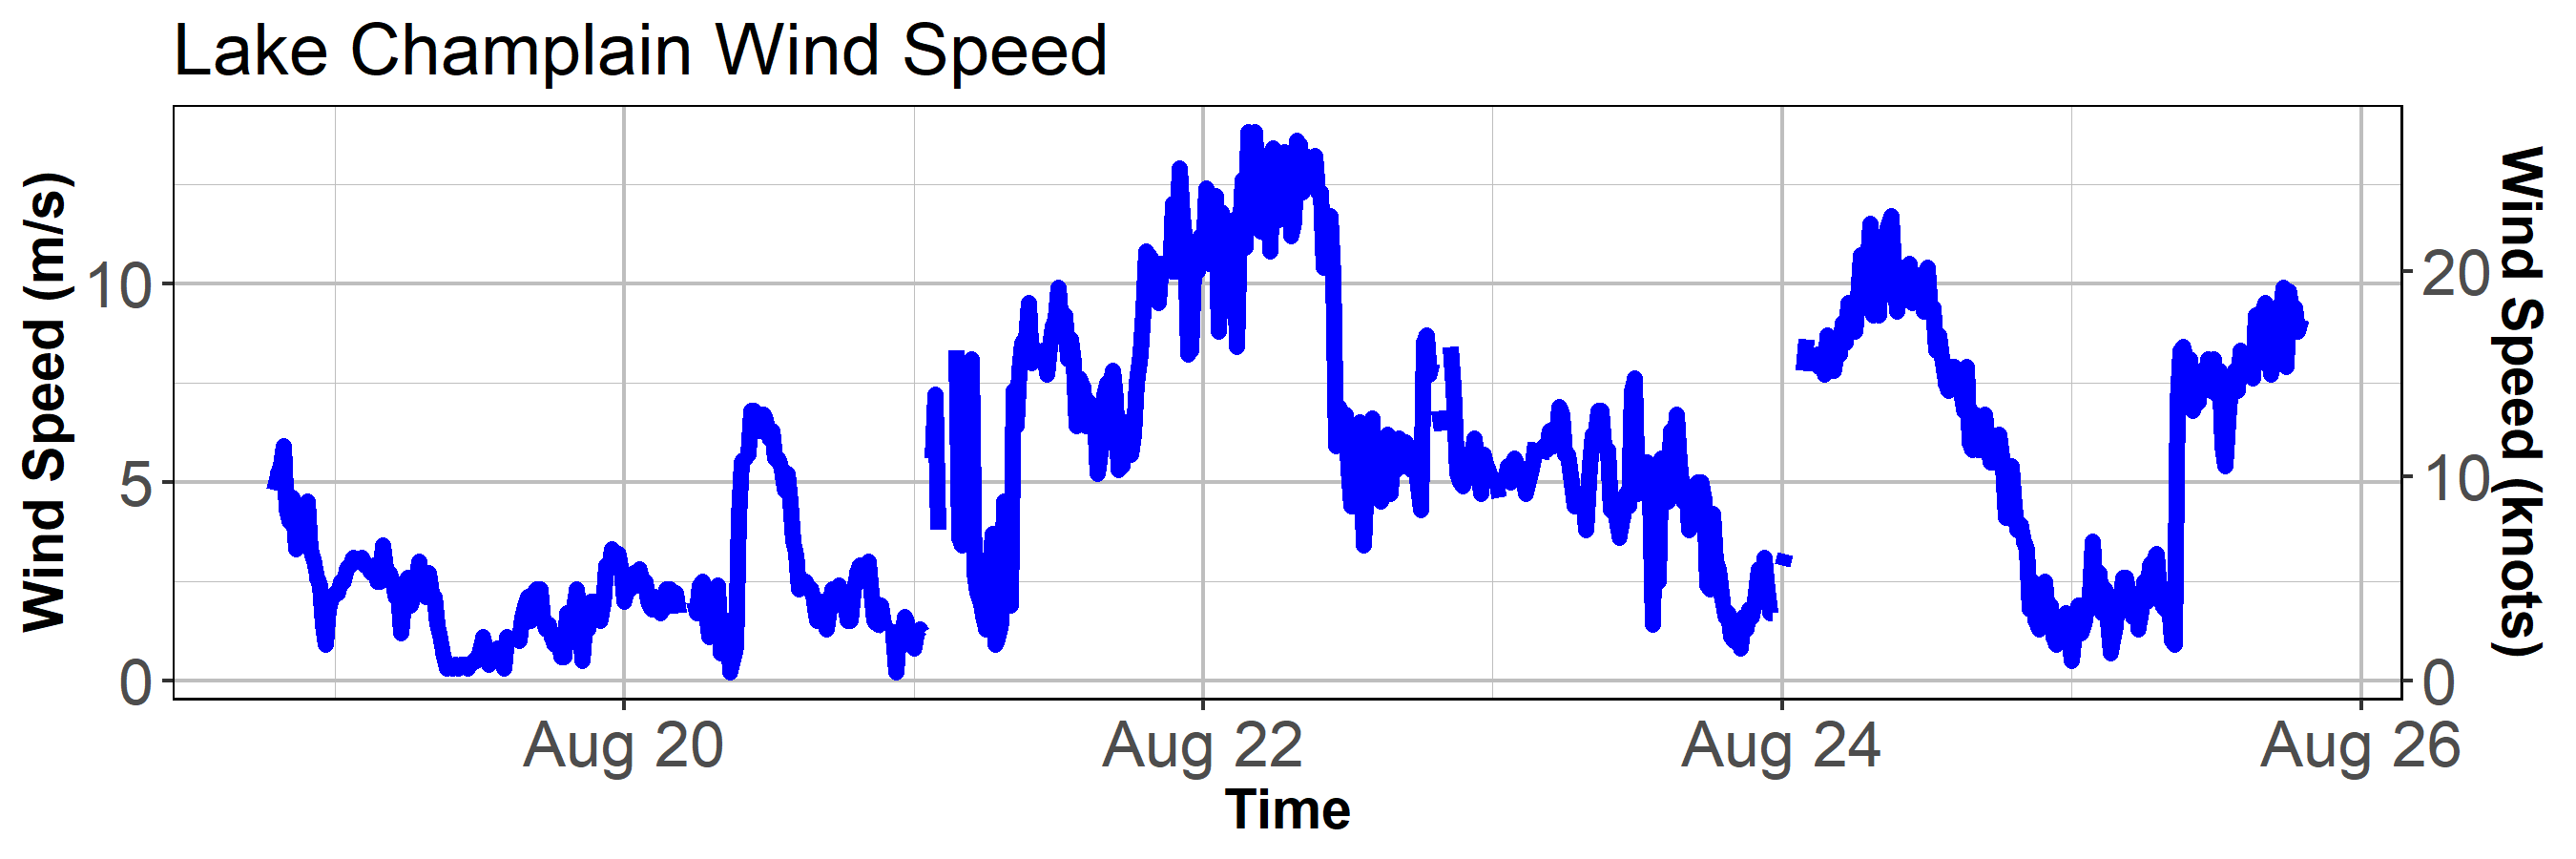 Lake Champlain Wind Speed
Wind Speed (m/s)
10
5
0
20
10
0
Wind Speed (knots)
Aug 20
Aug 22
Aug 24
Aug 26
Time